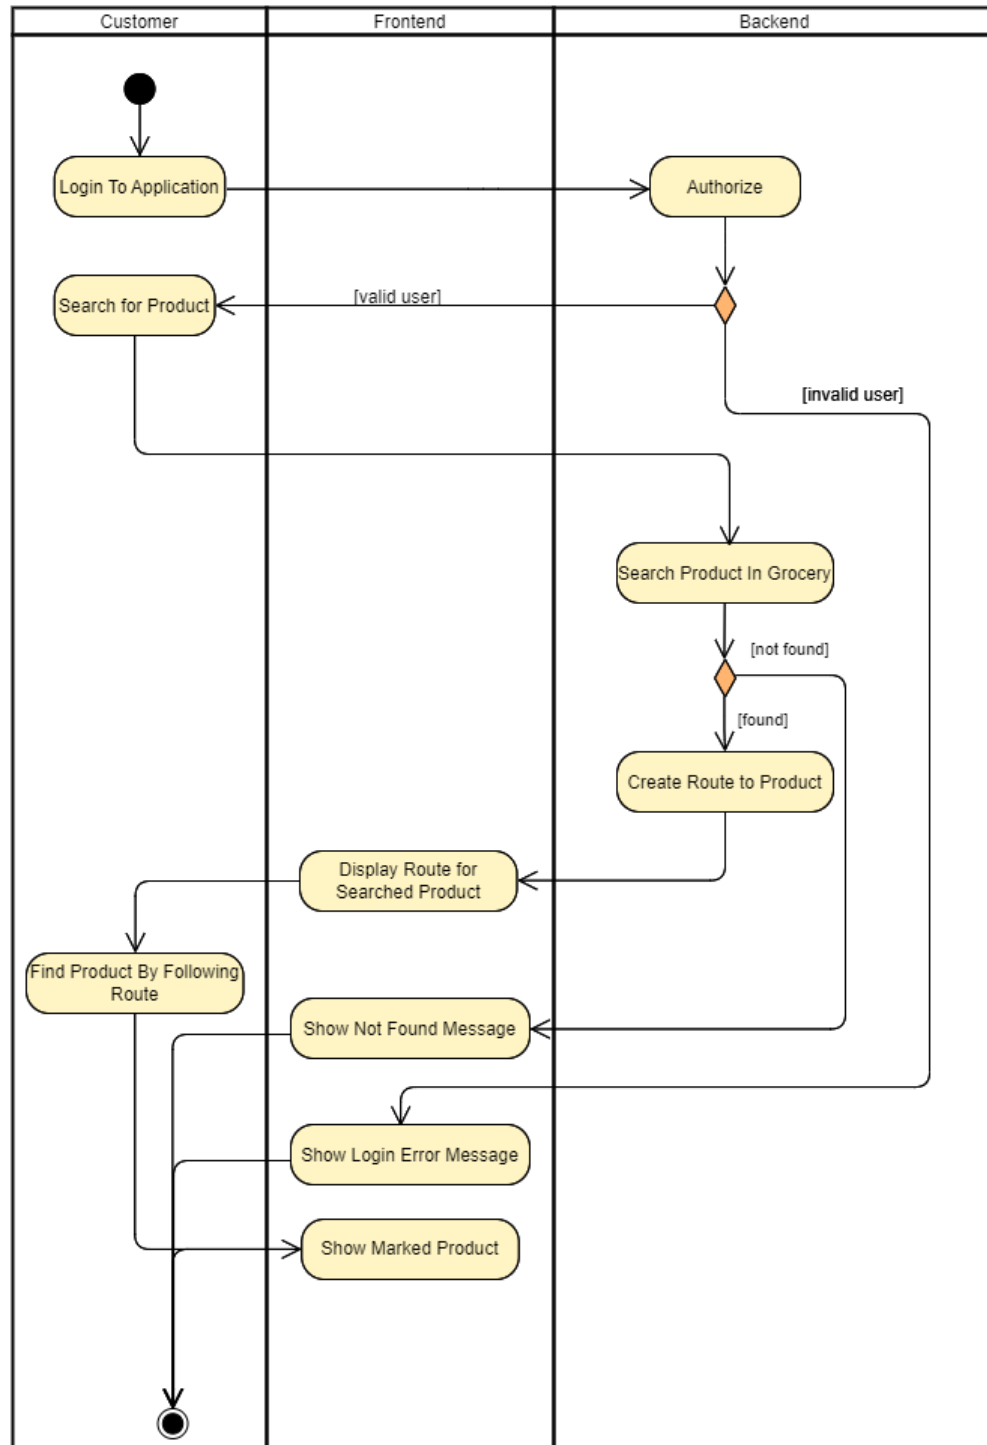 Customer
Frontend
Backend
Login To Application
Authorize
Search for Product
[valid user]
[invalid user]
Search Product In Grocery
[not found]
[found]
Create Route to Product
Display Route for
Searched Product
Find Product By Following
Route
Show Not Found Message
Show Login Error Message
Show Marked Product